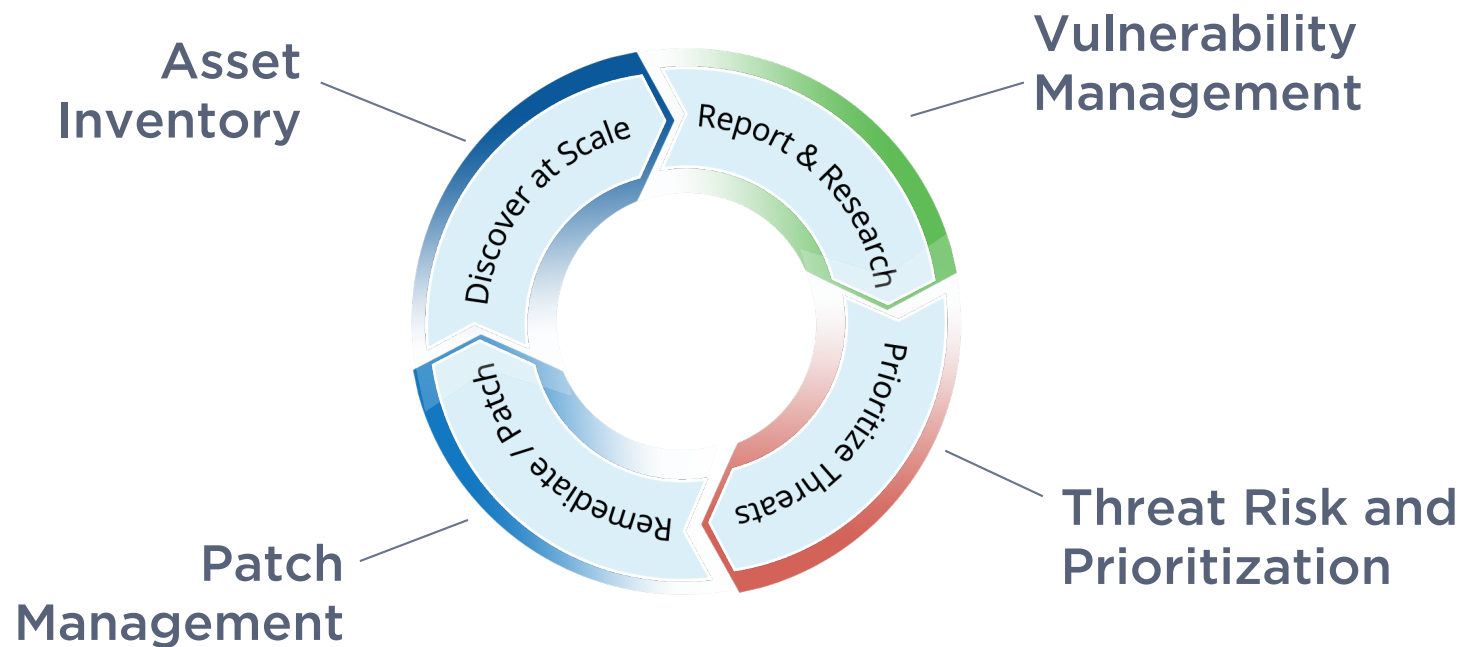 Asset
Inventory
Vulnerability
Management
Discover at Scale
Report & Research
Prioritize Threats
Remediate / Patch
Threat Risk and
Prioritization
Patch
Management